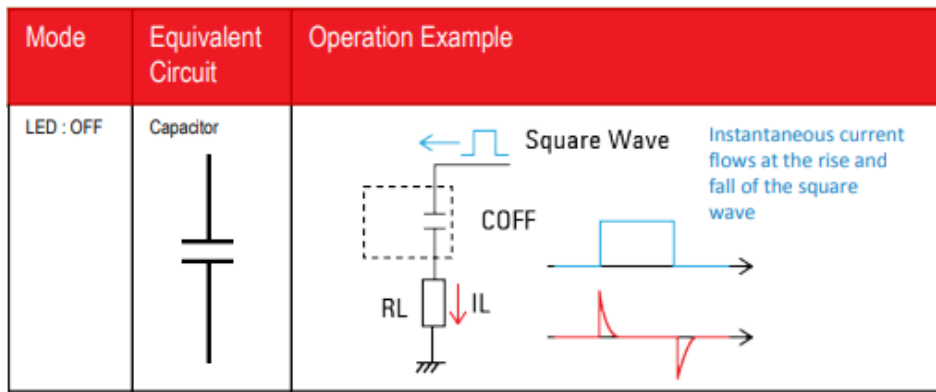 Mode
Equivalent
Circuit
Operation Example
LED : OFF
Capacitor
Square Wave
Instantaneous current
flows at the rise and
fall of the square
wave
COFF
RL
IL